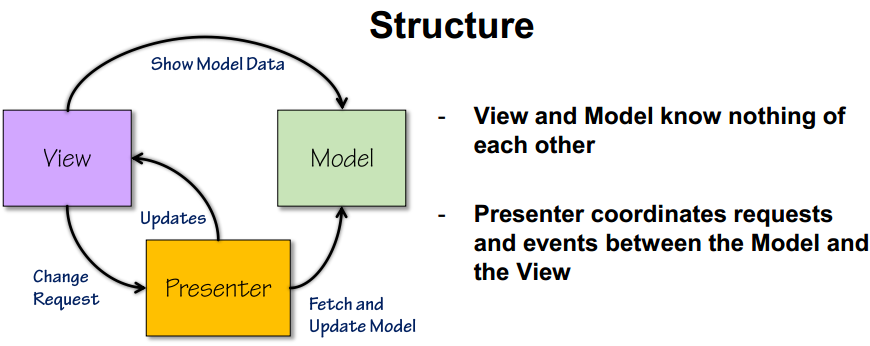 Structure
Show Model Data
View
Model
Updates
Change
Request
Presenter
Fetch and
Update Model
- View and Model know nothing of
each other
- Presenter coordinates requests
and events between the Model and
the View